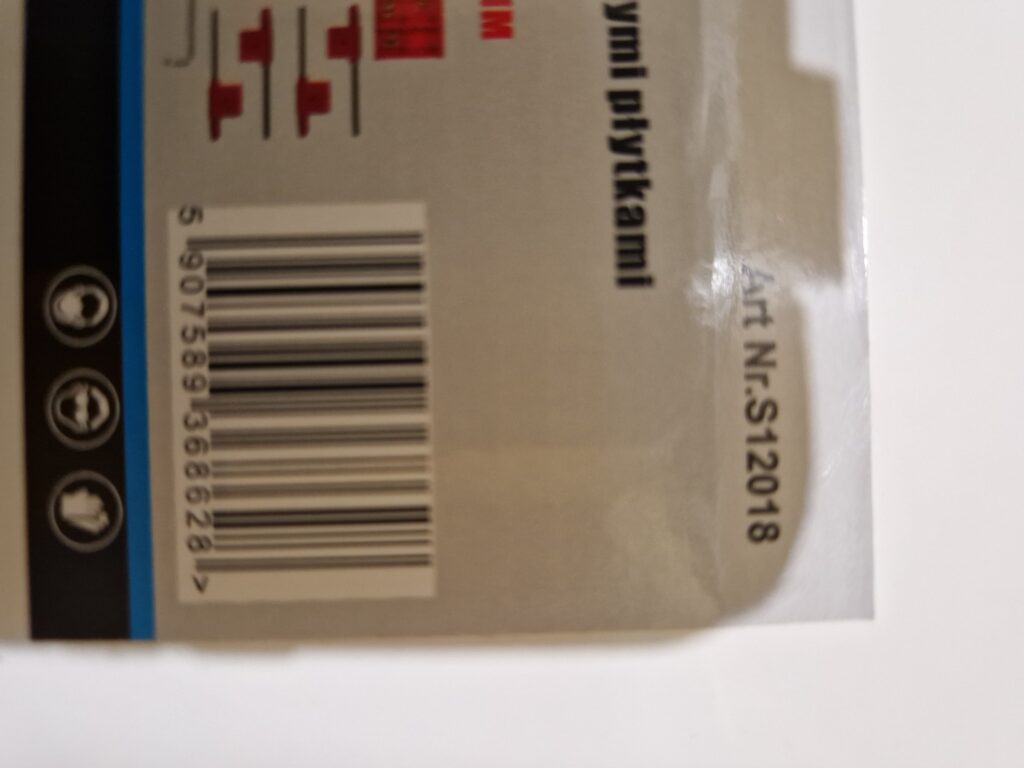 Art Nr.S12018
ymi płytkami
5 907589 368628 >